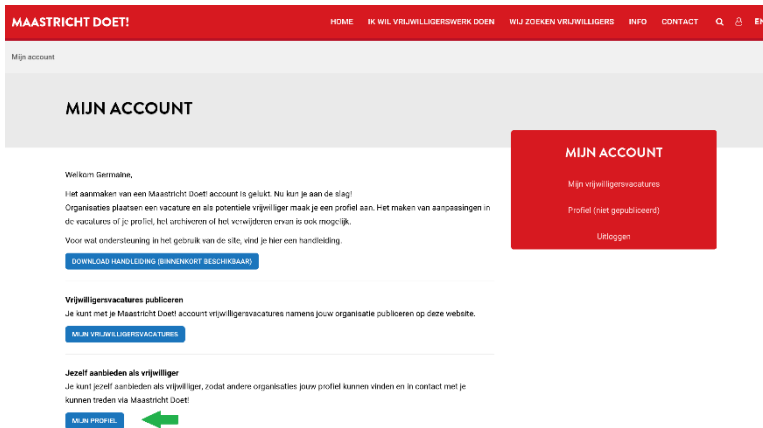 MAASTRICHT DOET!
HOME IK WIL VRIJWILLIGERSWERK DOEN WIJ ZOEKEN VRIJWILLIGERS INFO CONTACT EN
Mijn account
MIJN ACCOUNT
MIJN ACCOUNT
Mijn vrijwilligersvacatures
Profiel (niet gepubliceerd)
Uitloggen
Welkom Germaine,
Het aanmaken van een Maastricht Doet! account is gelukt. Nu kun je aan de slag!
Organisaties plaatsen een vacature en als potentiele vrijwilliger maak je een profiel aan. Het maken van aanpassingen in
de vacatures of je profiel, het archiveren of het verwijderen ervan is ook mogelijk.
Voor wat ondersteuning in het gebruik van de site, vind je hier een handleiding.
DOWNLOAD HANDLEIDING (BINNENKORT BESCHIKBAAR)
Vrijwilligersvacatures publiceren
Je kunt met je Maastricht Doet! account vrijwilligersvacatures namens jouw organisatie publiceren op deze website.
MIJN VRIJWILLIGERSVACATURES
Jezelf aanbieden als vrijwilliger
Je kunt jezelf aanbieden als vrijwilliger, zodat andere organisaties jouw profiel kunnen vinden en in contact met je
kunnen treden via Maastricht Doet!
MIJN PROFIEL